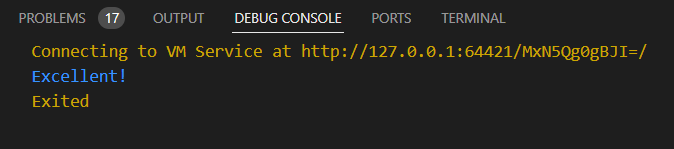 PROBLEMS 17 OUTPUT DEBUG CONSOLE PORTS TERMINAL
Connecting to VM Service at http://127.0.0.1:64421/MxN5Qg0gBJI=/
Excellent!
Exited